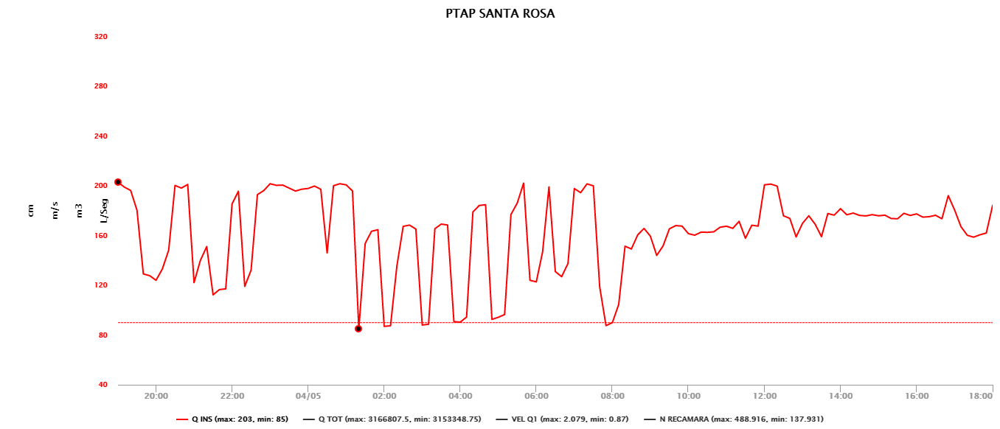 PTAP SANTA ROSA
320
280
240
200
160
120
80
40
cm
m/s
m3
L/Seg
20:00 22:00 04/05 02:00 04:00 06:00 08:00 10:00 12:00 14:00 16:00 18:00
Q INS (max: 203, min: 85) Q TOT (max: 3166807.5, min: 3153348.75) VEL Q1 (max: 2.079, min: 0.87) N RECAMARA (max: 488.916, min: 137.931)